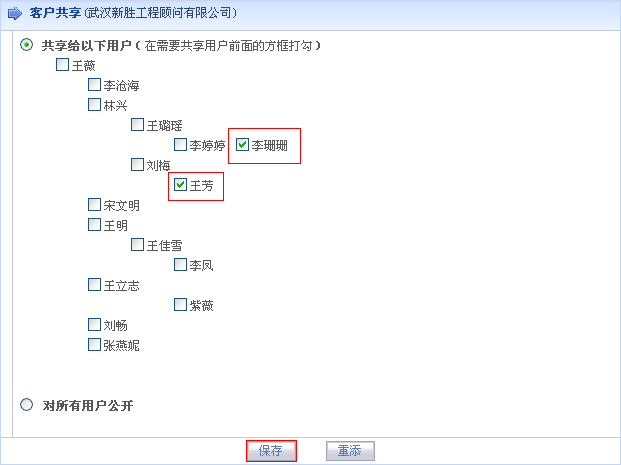 客户共享(武汉新胜工程顾问有限公司)
共享给以下用户(在需要共享用户前面的方框打勾)
王薇
李沧海
林兴
王璐瑶
李婷婷 李珊珊
刘梅
王芳
宋文明
王明
王佳雪
李凤
王立志
紫薇
刘畅
张燕妮
对所有用户公开
保存 重添